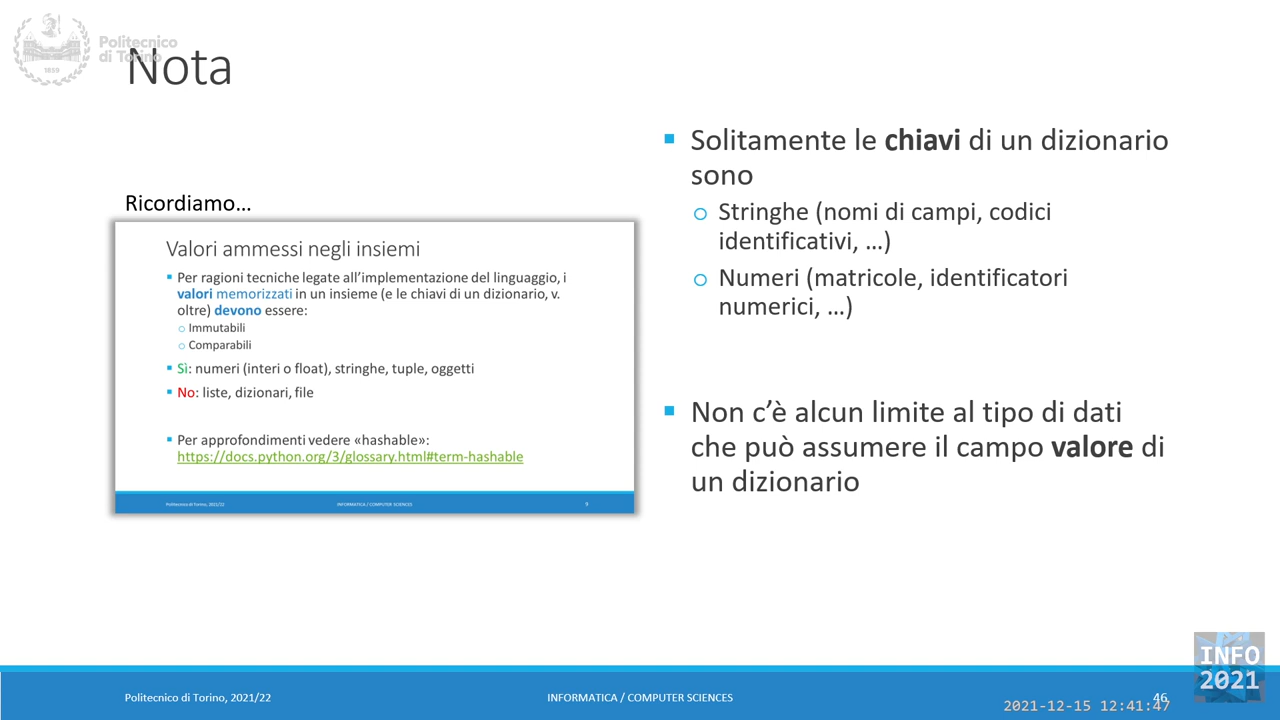 Politecnico
di Torino
1859
Nota
Ricordiamo…
Valori ammessi negli insiemi
▪ Per ragioni tecniche legate all’implementazione del linguaggio, i
valori memorizzati in un insieme (e le chiavi di un dizionario, v.
oltre) devono essere:
o Immutabili
o Comparabili
▪ Sì: numeri (interi o float), stringhe, tuple, oggetti
▪ No: liste, dizionari, file
▪ Per approfondimenti vedere «hashable»:
https://docs.python.org/3/glossary.html#term-hashable
Politecnico di Torino, 2021/22
INFORMATICA / COMPUTER SCIENCES
9
▪ Solitamente le chiavi di un dizionario
sono
o Stringhe (nomi di campi, codici
identificativi, …)
o Numeri (matricole, identificatori
numerici, …)
▪ Non c’è alcun limite al tipo di dati
che può assumere il campo valore di
un dizionario
Politecnico di Torino, 2021/22
INFORMATICA / COMPUTER SCIENCES
46
INFO
2021
2021-12-15 12:41:47